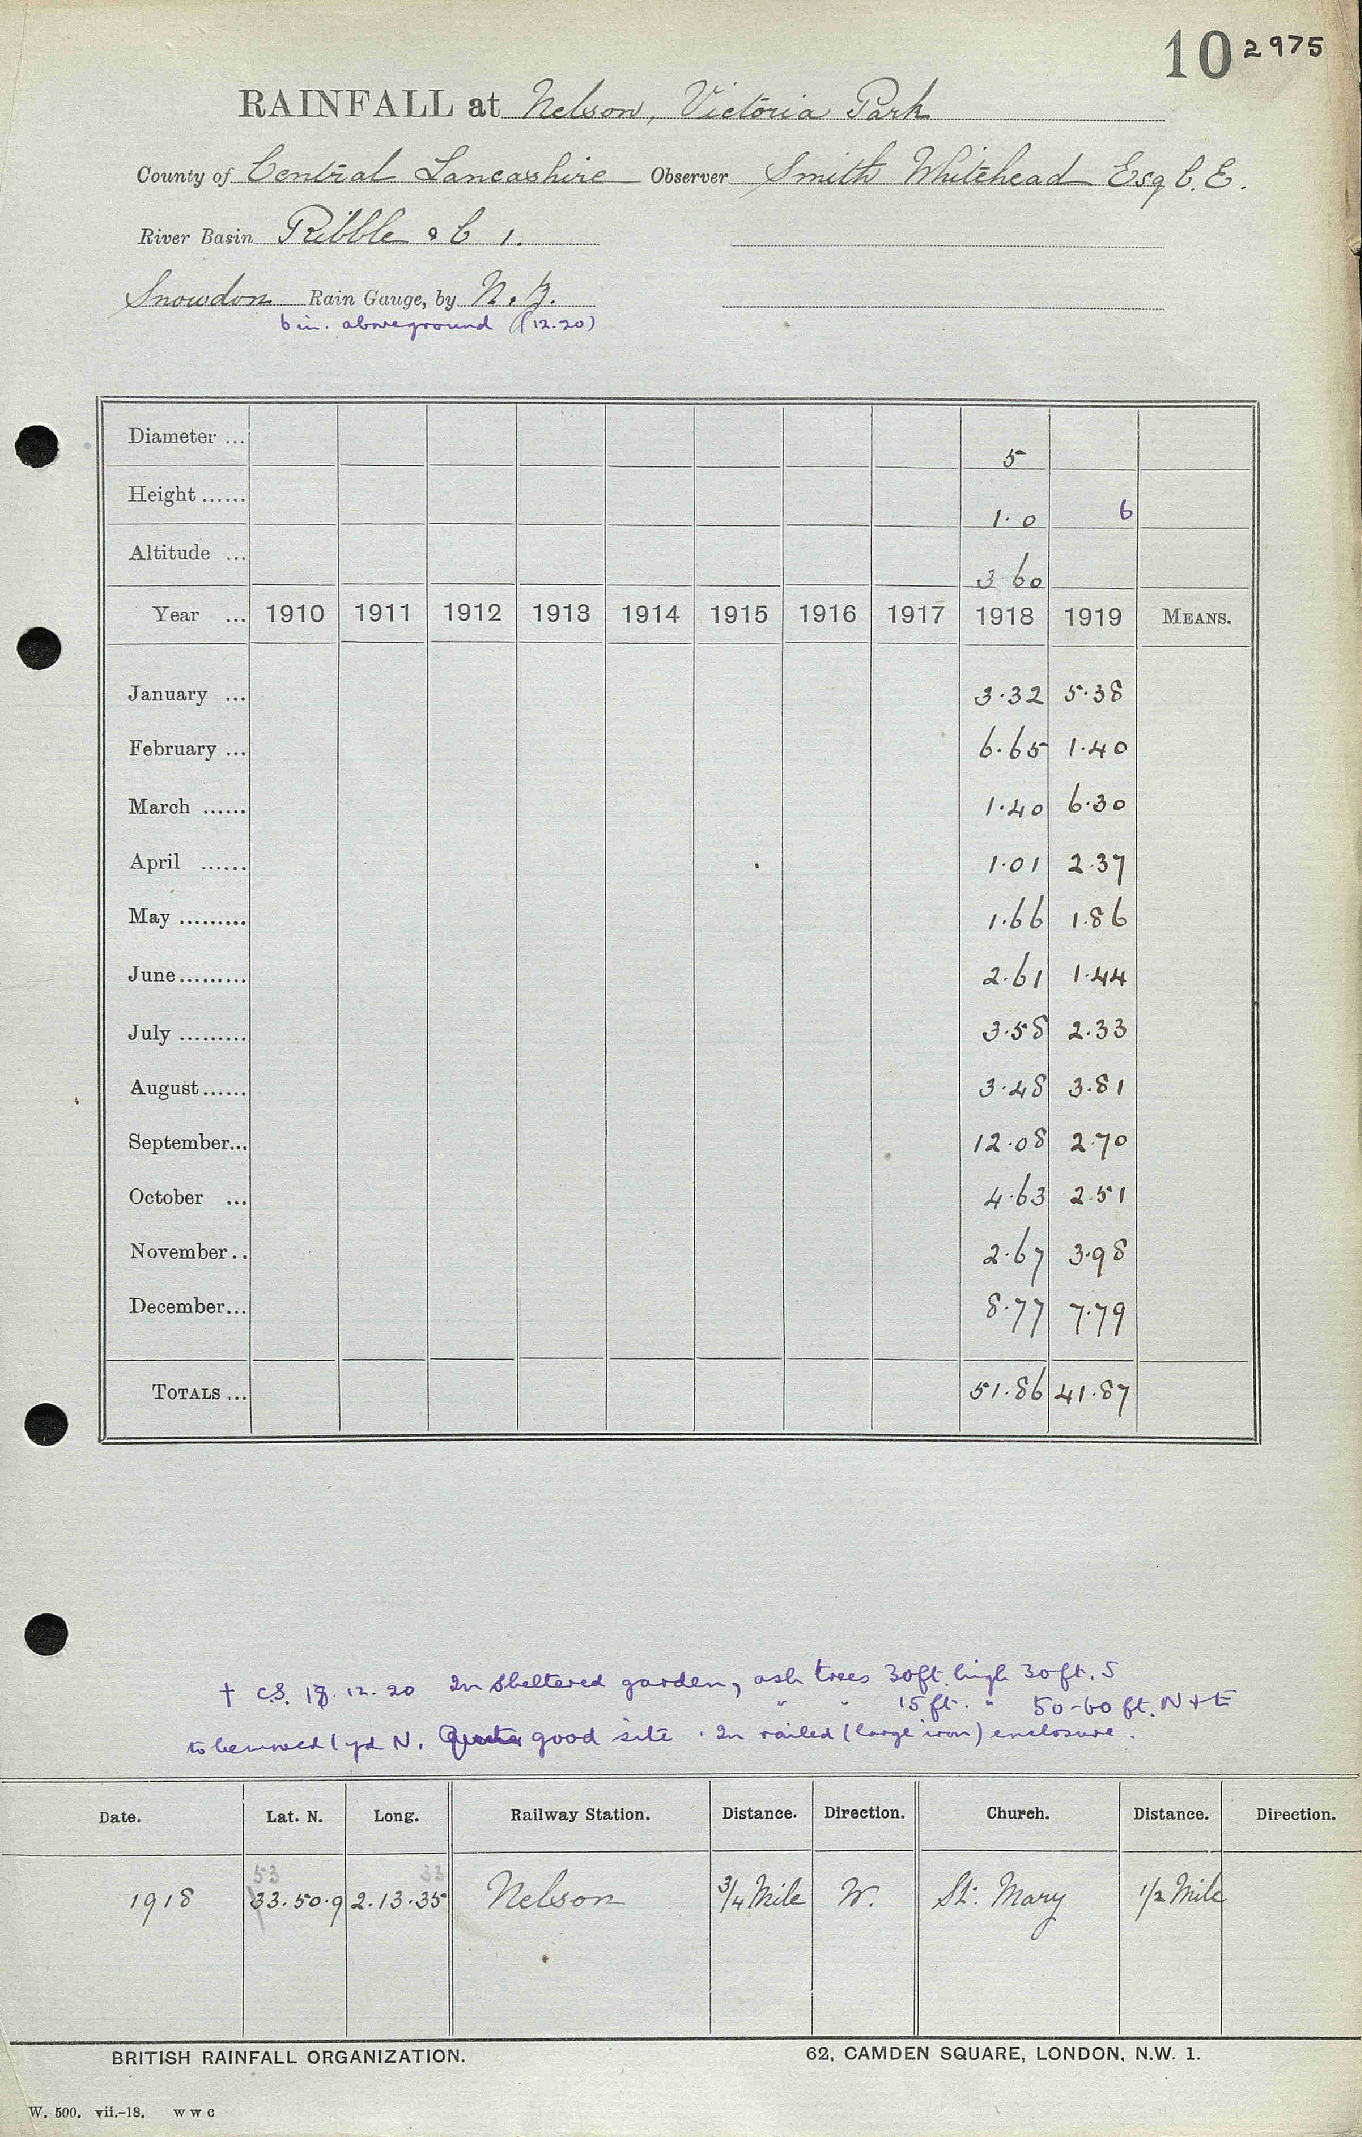 10 2975
RAINFALL at Nelson, Victoria Park
County of Central Lancashire Observer Smith Whitehead Esq C.E.
River Basin Ribble & C 1.
Snowdon Rain Gauge, by N. Z.
6 in. above ground (12.20)
Diameter ... 5
Height ...... 1.0 6
Altitude ... 360
Year ... 1910 1911 1912 1913 1914 1915 1916 1917 1918 1919 MEANS.
January ... 3.32 5.38
February ... 6.65 1.40
March ...... 1.40 6.30
April ...... 1.01 2.37
May ......... 1.66 1.86
June......... 2.61 1.44
July ......... 3.58 2.33
August...... 3.48 3.81
September... 12.08 2.70
October ... 4.63 2.51
November.. 2.67 3.98
December... 8.77 7.79
TOTALS ... 51.86 41.87
† C.S. 12.20 In sheltered garden, ash trees 30ft. high 30ft. S
" " 15 ft. " 50-60 ft. N + E
to be moved 1 yd N. Quite good site . In railed (large iron) enclosure.
Date. Lat. N. Long. Railway Station. Distance. Direction. Church. Distance. Direction.
53 33
1918 33.50.9 2.13.35 Nelson 3/4 Mile W. St. Mary 1/2 Mile
BRITISH RAINFALL ORGANIZATION. 62, CAMDEN SQUARE, LONDON, N.W. 1.
W. 500. vii.-18. W W C